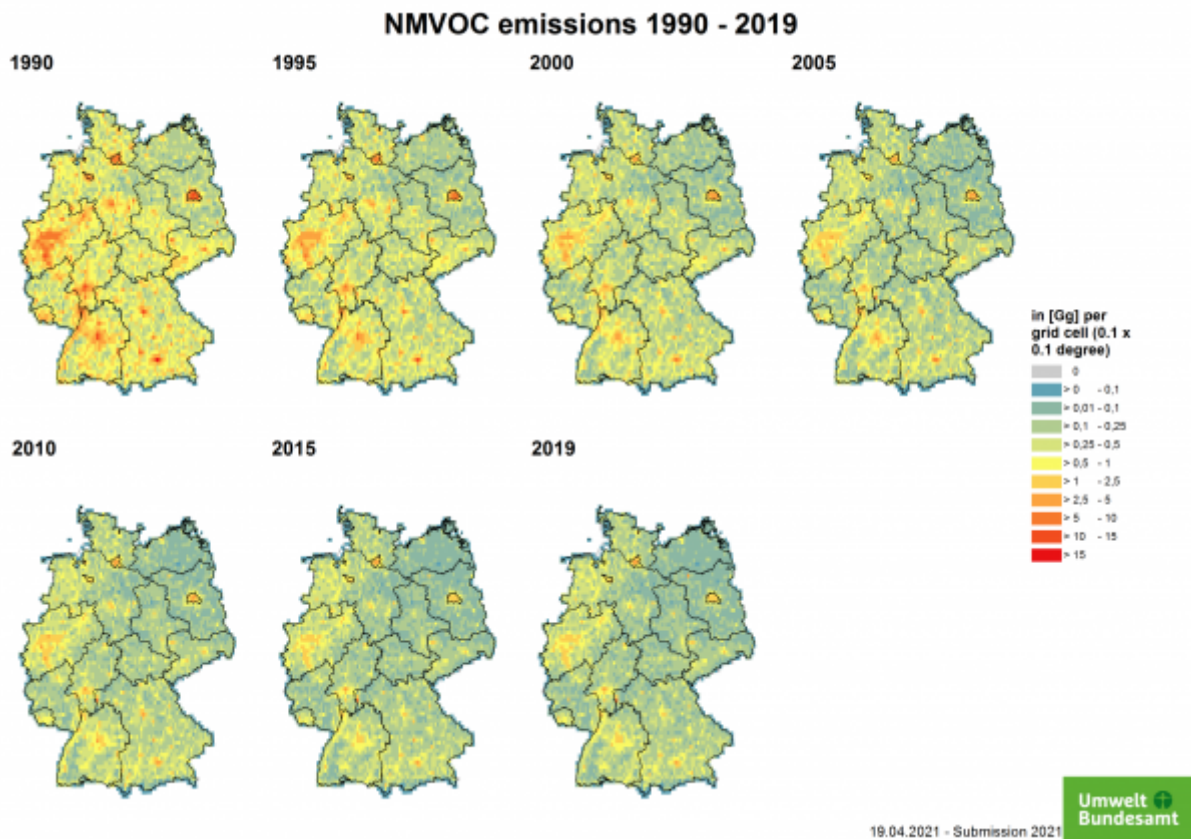 NMVOC emissions 1990 - 2019
1990
1995
2000
2005
in [Gg] per
grid cell (0.1 x
0.1 degree)
0
> 0 - 0,1
> 0,01 - 0,1
> 0,1 - 0,25
> 0,25 - 0,5
> 0,5 - 1
> 1 - 2,5
> 2,5 - 5
> 5 - 10
> 10 - 15
> 15
2010
2015
2019
Umwelt
Bundesamt
19.04.2021 - Submission 2021